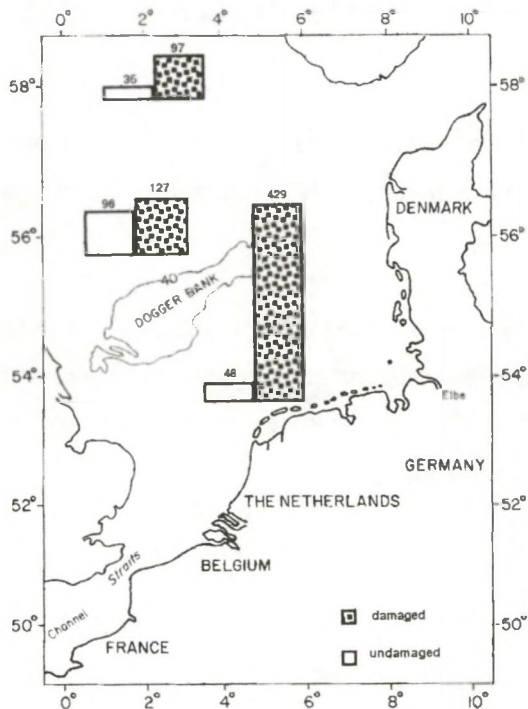 0° 2° 4° 6° 8° 10°
97
58° 58°
35
127
429
96
DENMARK
56° 56°
40
DOGGER BANK
54° 54°
48
Elbe
GERMANY
52° THE NETHERLANDS 52°
BELGIUM
Straits
Channel
50° 50°
damaged
FRANCE
undamaged
0° 2° 4° 6° 8° 10°